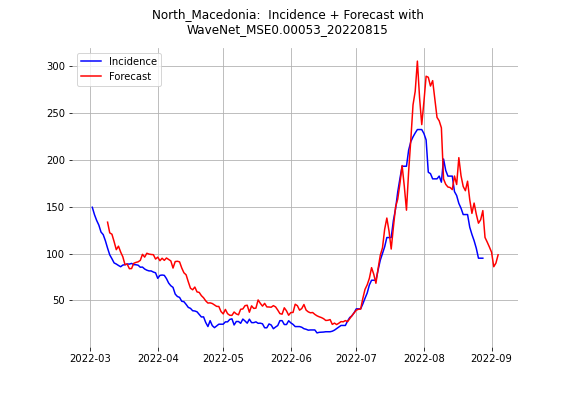 North_Macedonia:  Incidence + Forecast with
WaveNet_MSE0.00053_20220815
Incidence
Forecast
300
250
200
150
100
50
2022-03 2022-04 2022-05 2022-06 2022-07 2022-08 2022-09